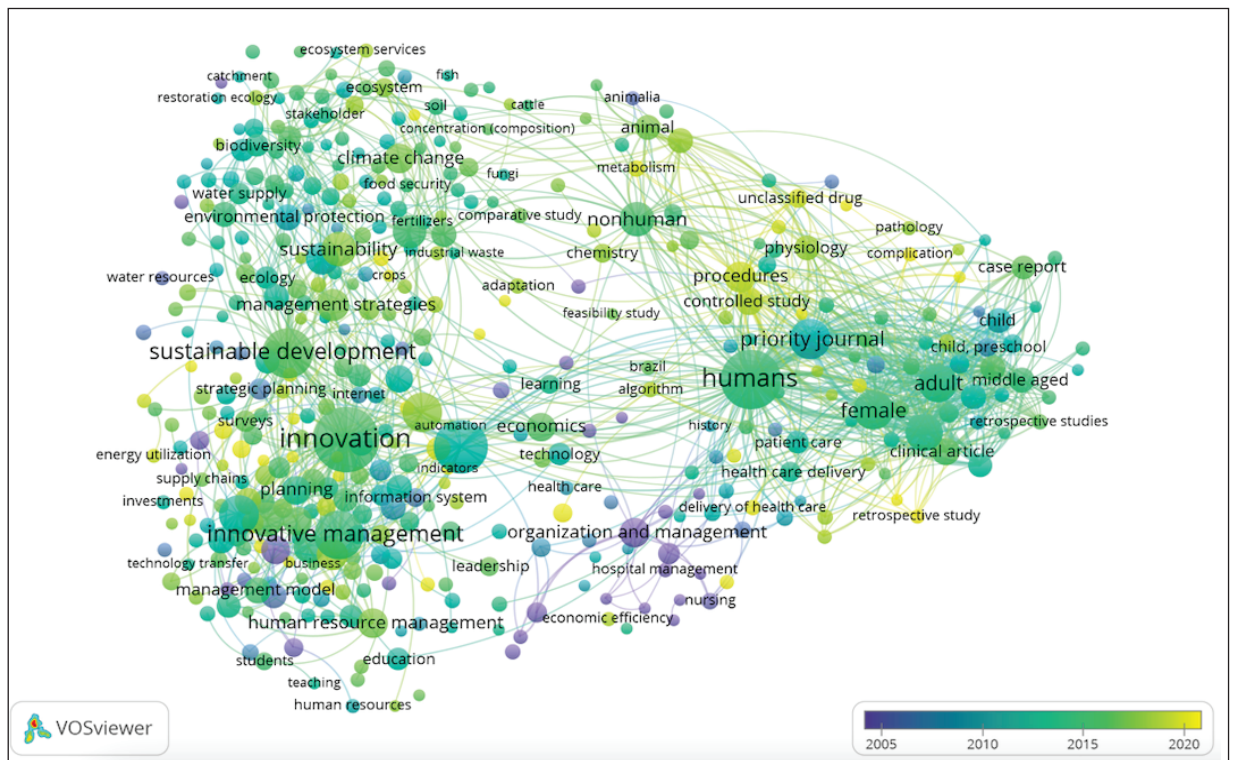 ecosystem services
catchment
fish
ecosystem
restoration ecology
stakeholder
soil
cattle
animalia
concentration (composition)
animal
biodiversity
climate change
metabolism
fungi
food security
water supply
unclassified drug
environmental protection
fertilizers
comparative study
nonhuman
pathology
sustainability
industrial waste
chemistry
physiology
complication
water resources
ecology
crops
procedures
case report
adaptation
management strategies
controlled study
feasibility study
child
priority journal
child, preschool
sustainable development
brazil
humans
adult
middle aged
strategic planning
internet
learning
algorithm
female
surveys
automation
economics
history
retrospective studies
innovation
patient care
energy utilization
technology
clinical article
indicators
health care delivery
supply chains
planning
information system
health care
investments
delivery of health care
retrospective study
innovative management
organization and management
technology transfer
business
leadership
hospital management
management model
nursing
human resource management
economic efficiency
students
education
teaching
human resources
VOSviewer
2005 2010 2015 2020